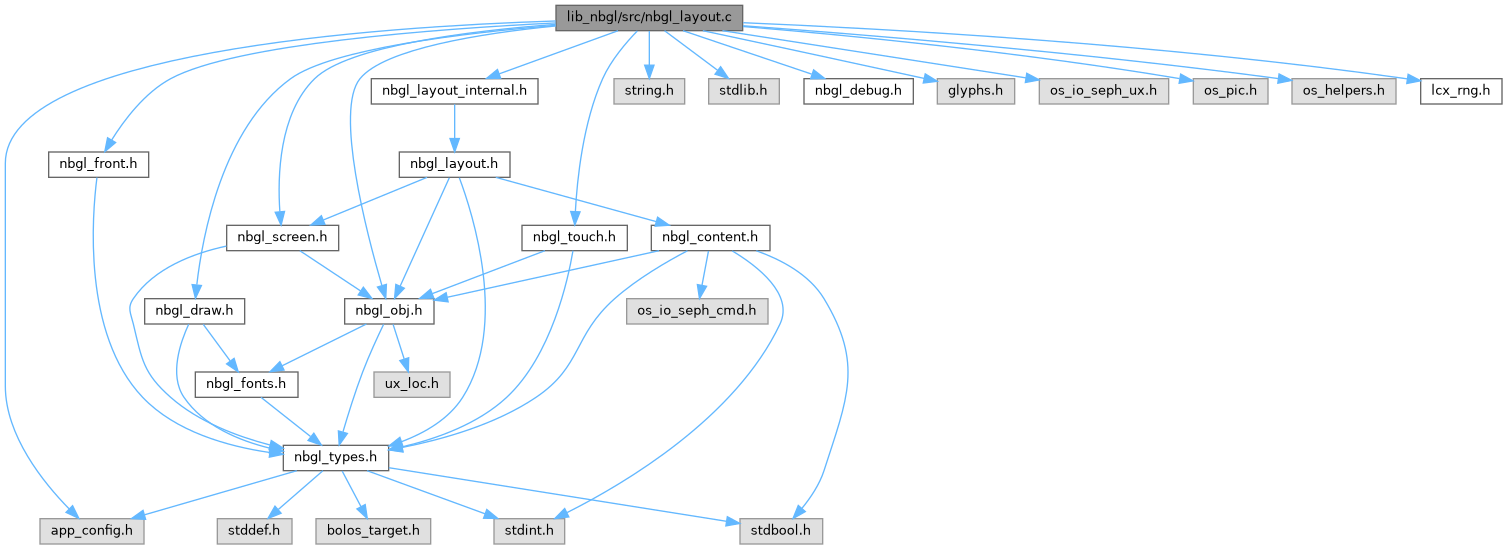 lib_nbgl/src/nbgl_layout.c
nbgl_layout_internal.h
string.h
stdlib.h
nbgl_debug.h
glyphs.h
os_io_seph_ux.h
os_pic.h
os_helpers.h
lcx_rng.h
nbgl_front.h
nbgl_layout.h
nbgl_screen.h
nbgl_touch.h
nbgl_content.h
nbgl_draw.h
nbgl_obj.h
os_io_seph_cmd.h
nbgl_fonts.h
ux_loc.h
nbgl_types.h
app_config.h
stddef.h
bolos_target.h
stdint.h
stdbool.h